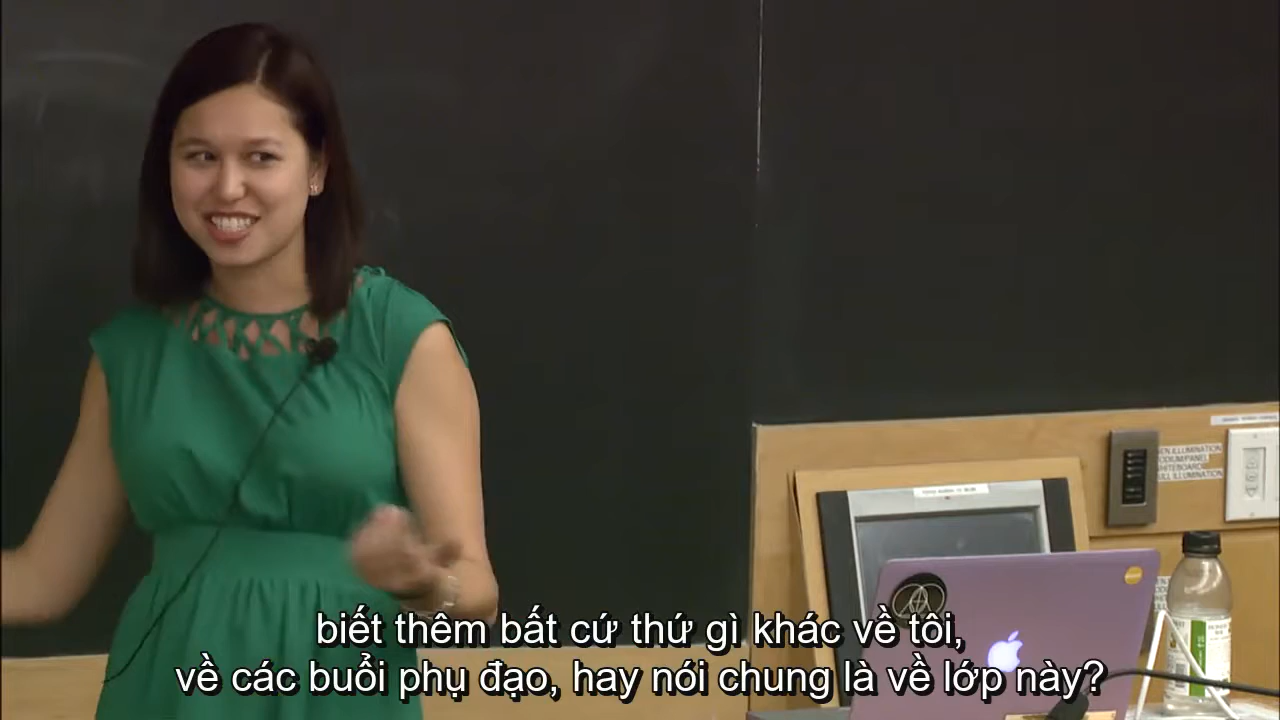 biết thêm bất cứ thứ gì khác về tôi,
về các buổi phụ đạo, hay nói chung là về lớp này?